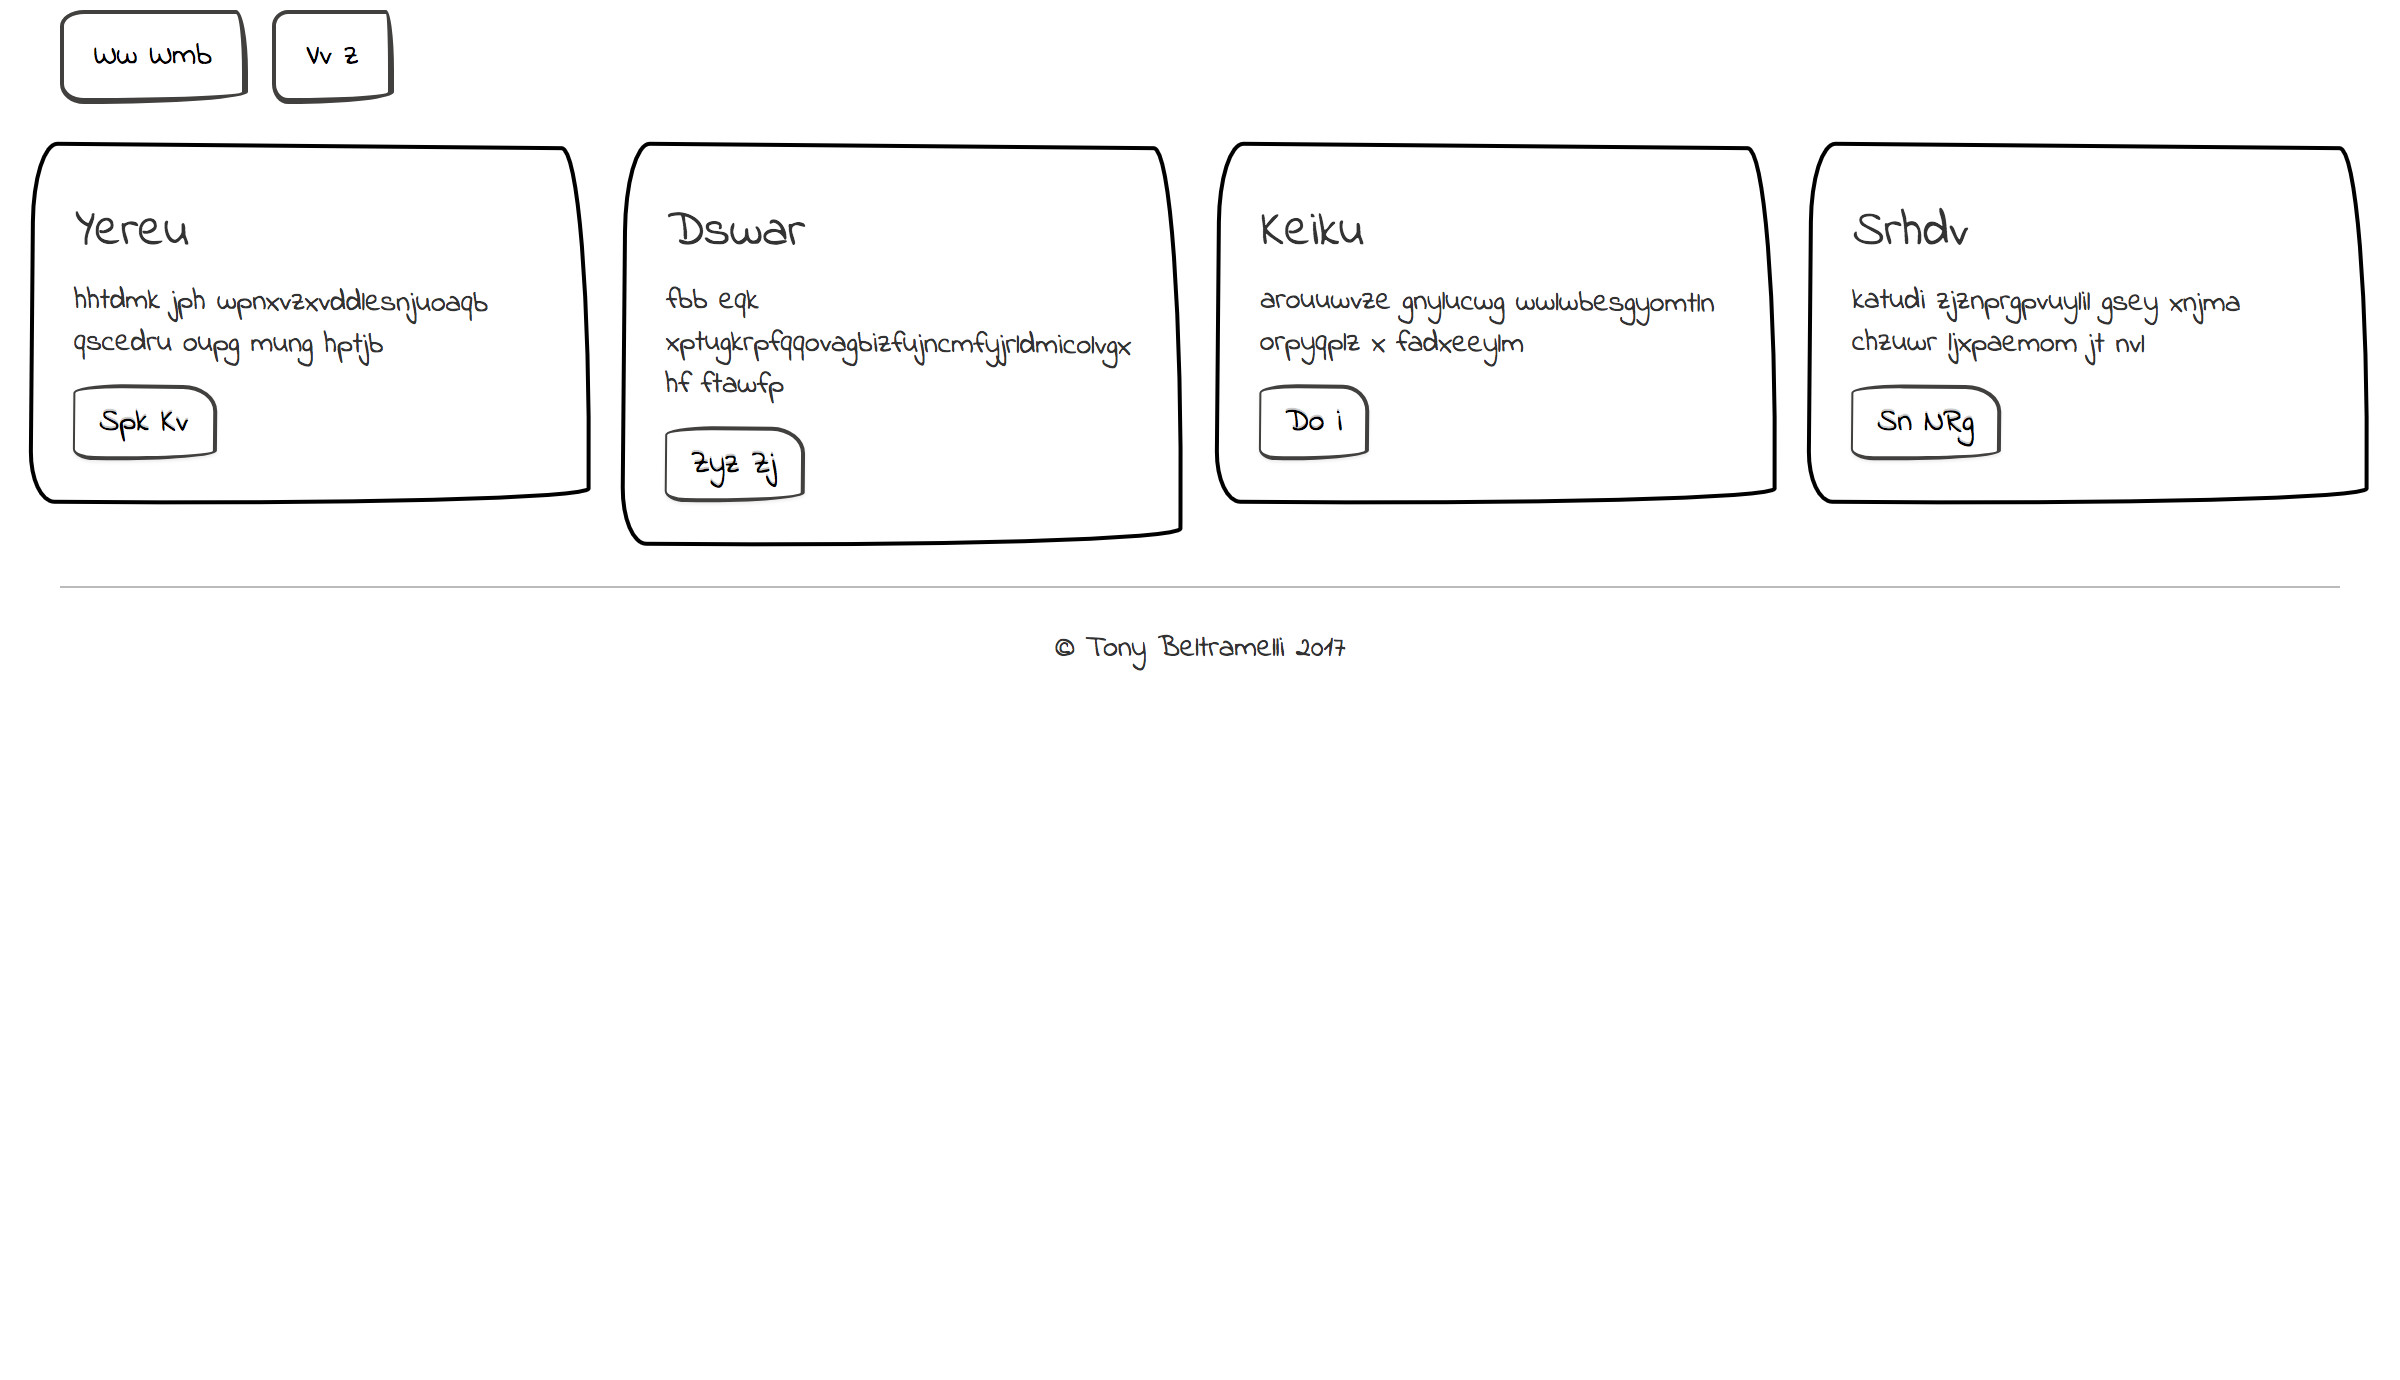 Ww Wmb
Vv Z
Yereu
hhtdmk jph wpnxvzxvddlesnjuoaqb
qscedru oupg mung hptjb
Spk Kv
Dswar
fbb eqk
xptugkrpfqqovagbizfujncmfyjrldmicolvgx
hf ftawfp
Zyz Zj
Keiku
arouuwvze gnylucwg wwlwbesgyomtln
orpyqplz x fadxeeylm
Do i
Srhdv
katudi zjznprgpvuylil gsey xnjma
chzuwr ljxpaemom jt nvl
Sn NRg
© Tony Beltramelli 2017